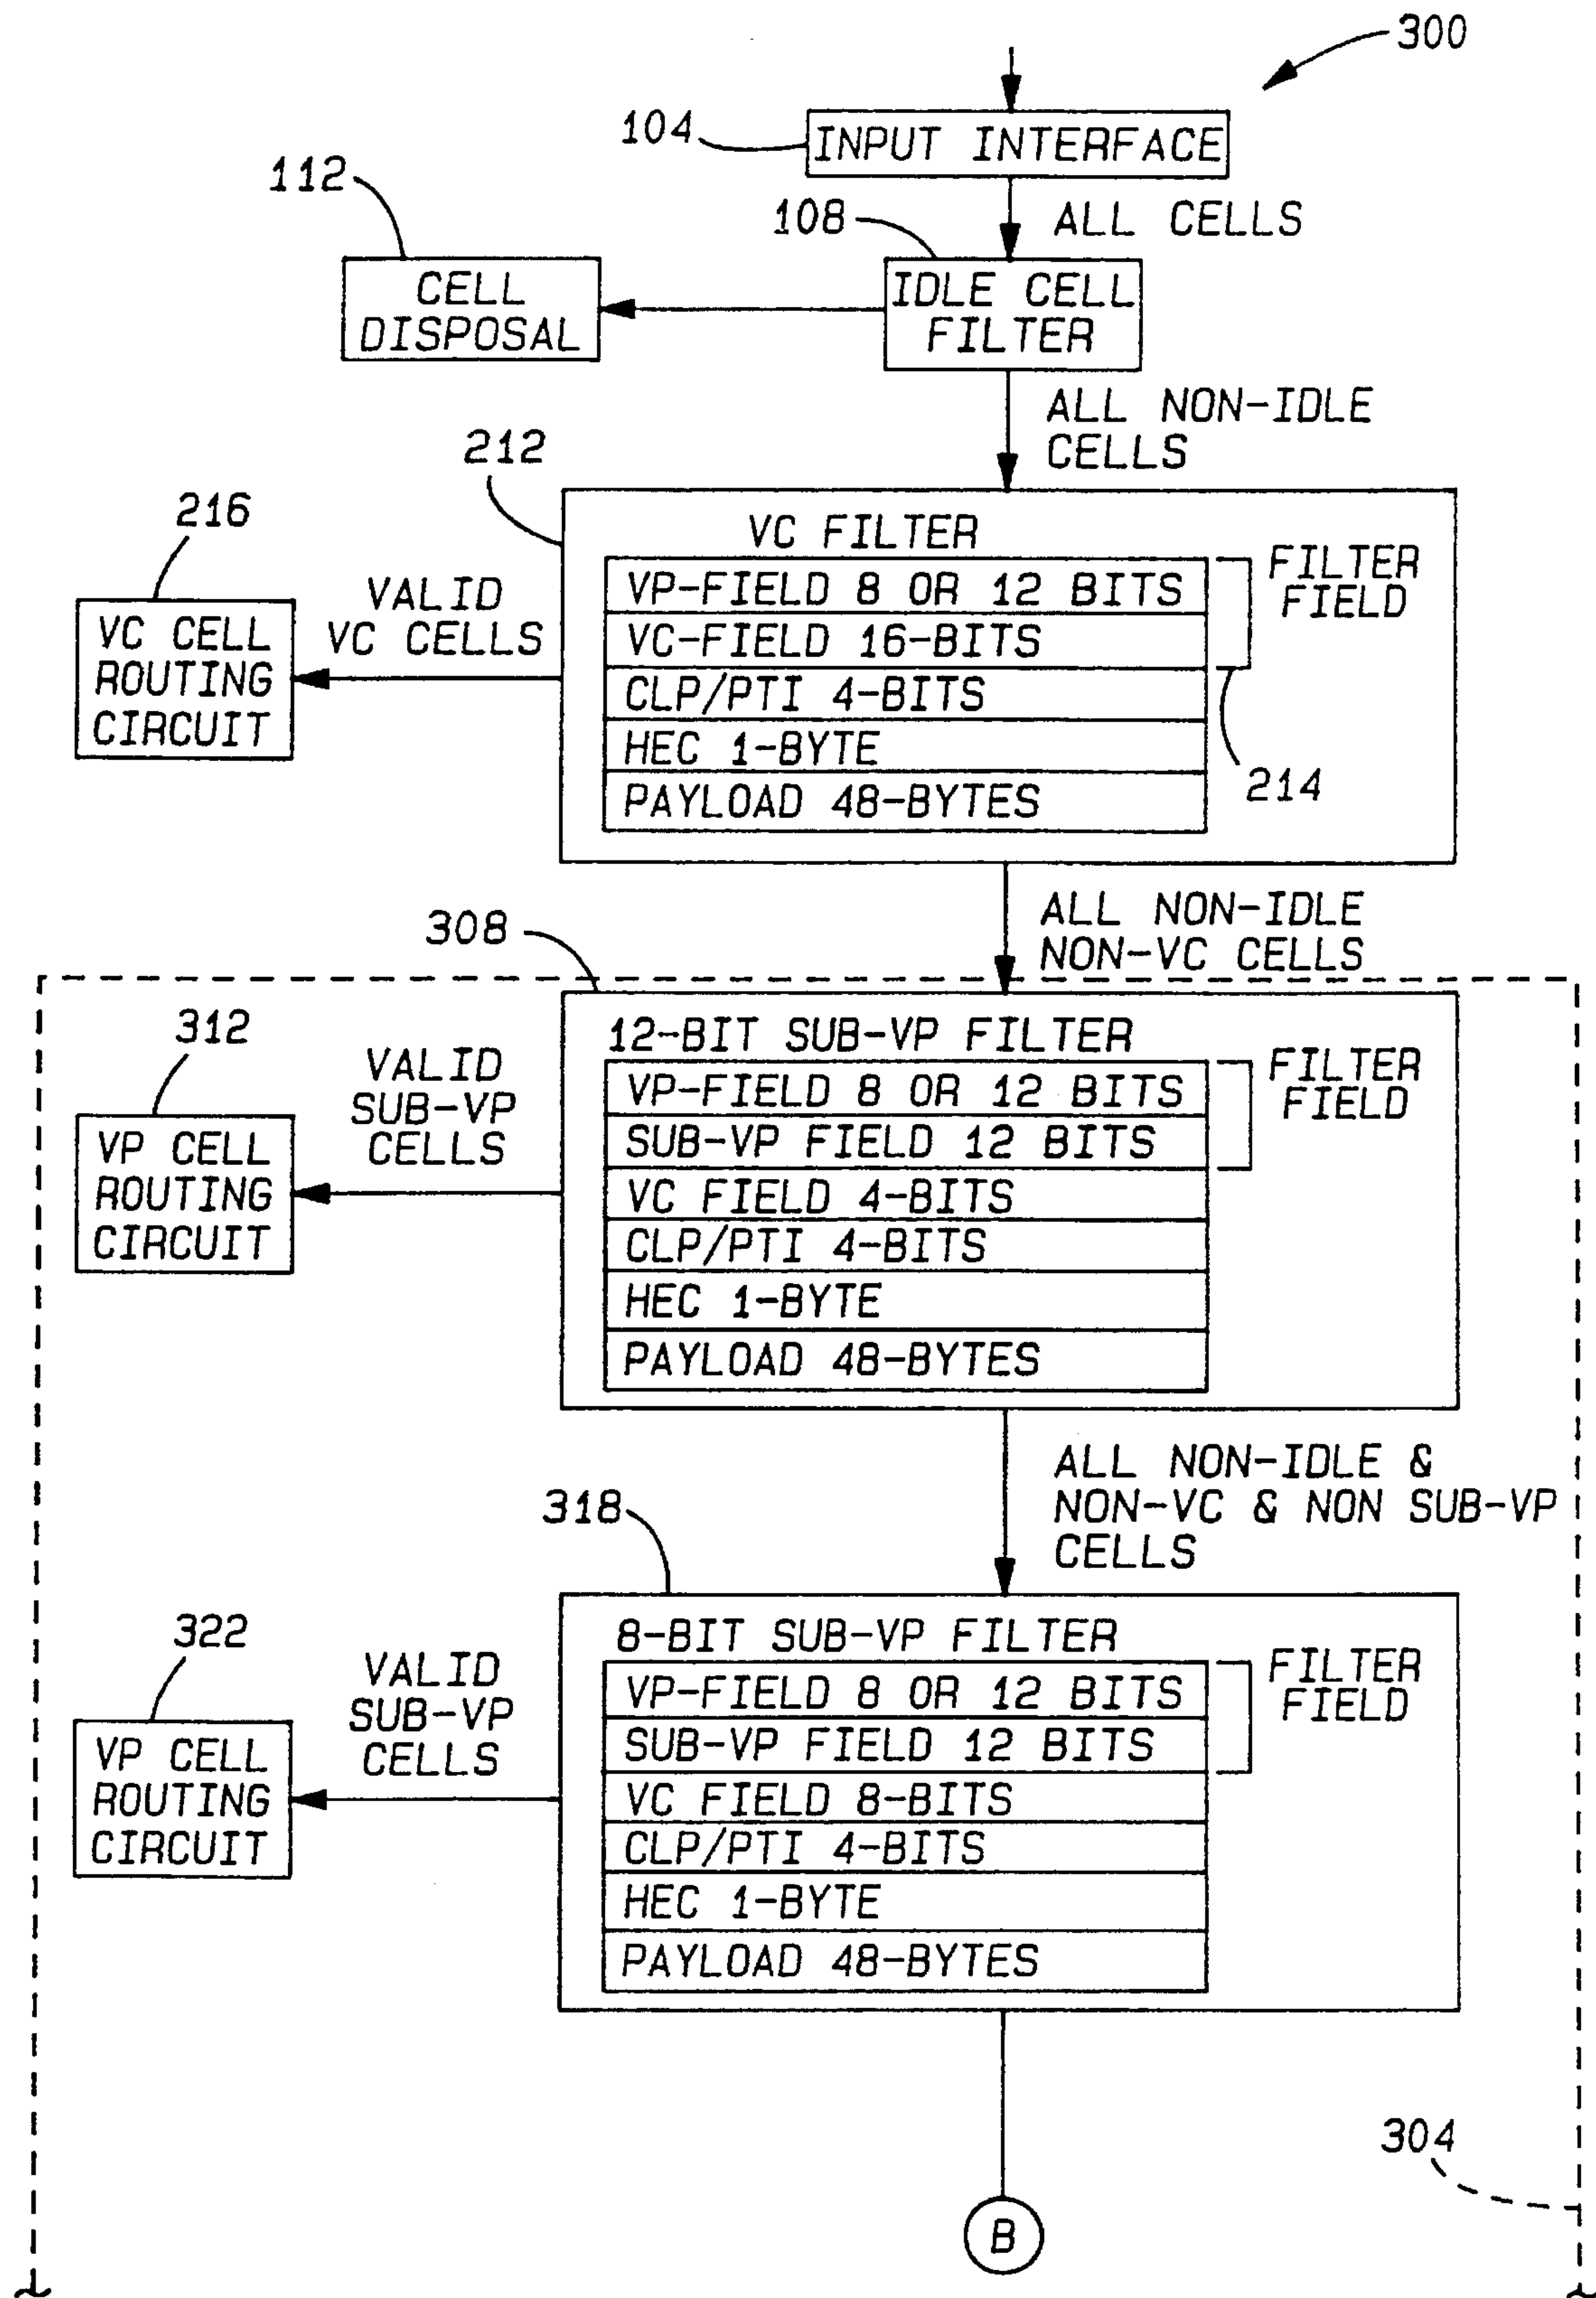 300
104
INPUT INTERFACE
112
108
ALL CELLS
CELL
DISPOSAL
IDLE CELL
FILTER
ALL NON-IDLE
CELLS
212
216
VC FILTER
FILTER
FIELD
VALID
VC CELLS
VP-FIELD 8 OR 12 BITS
VC-FIELD 16-BITS
CLP/PTI 4-BITS
HEC 1-BYTE
PAYLOAD 48-BYTES
214
VC CELL
ROUTING
CIRCUIT
ALL NON-IDLE
NON-VC CELLS
308
312
12-BIT SUB-VP FILTER
FILTER
FIELD
VALID
SUB-VP
CELLS
VP-FIELD 8 OR 12 BITS
SUB-VP FIELD 12 BITS
VC FIELD 4-BITS
CLP/PTI 4-BITS
HEC 1-BYTE
PAYLOAD 48-BYTES
VP CELL
ROUTING
CIRCUIT
ALL NON-IDLE &
NON-VC & NON SUB-VP
CELLS
318
322
8-BIT SUB-VP FILTER
FILTER
FIELD
VALID
SUB-VP
CELLS
VP-FIELD 8 OR 12 BITS
SUB-VP FIELD 12 BITS
VC FIELD 8-BITS
CLP/PTI 4-BITS
HEC 1-BYTE
PAYLOAD 48-BYTES
VP CELL
ROUTING
CIRCUIT
304
B